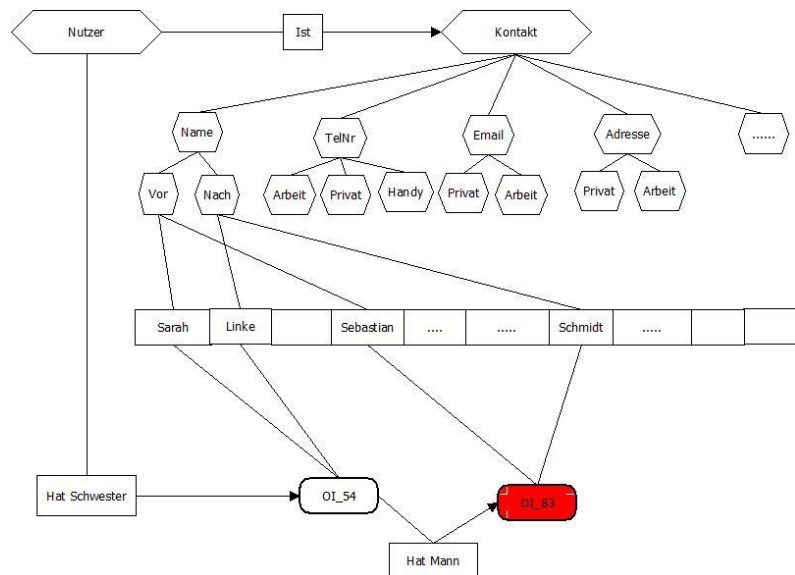 Nutzer
Ist
Kontakt
Name
TelNr
Email
Adresse
......
Vor
Nach
Arbeit
Privat
Handy
Privat
Arbeit
Privat
Arbeit
Sarah
Linke
Sebastian
....
.....
Schmidt
.....
Hat Schwester
OI_54
OI_83
Hat Mann